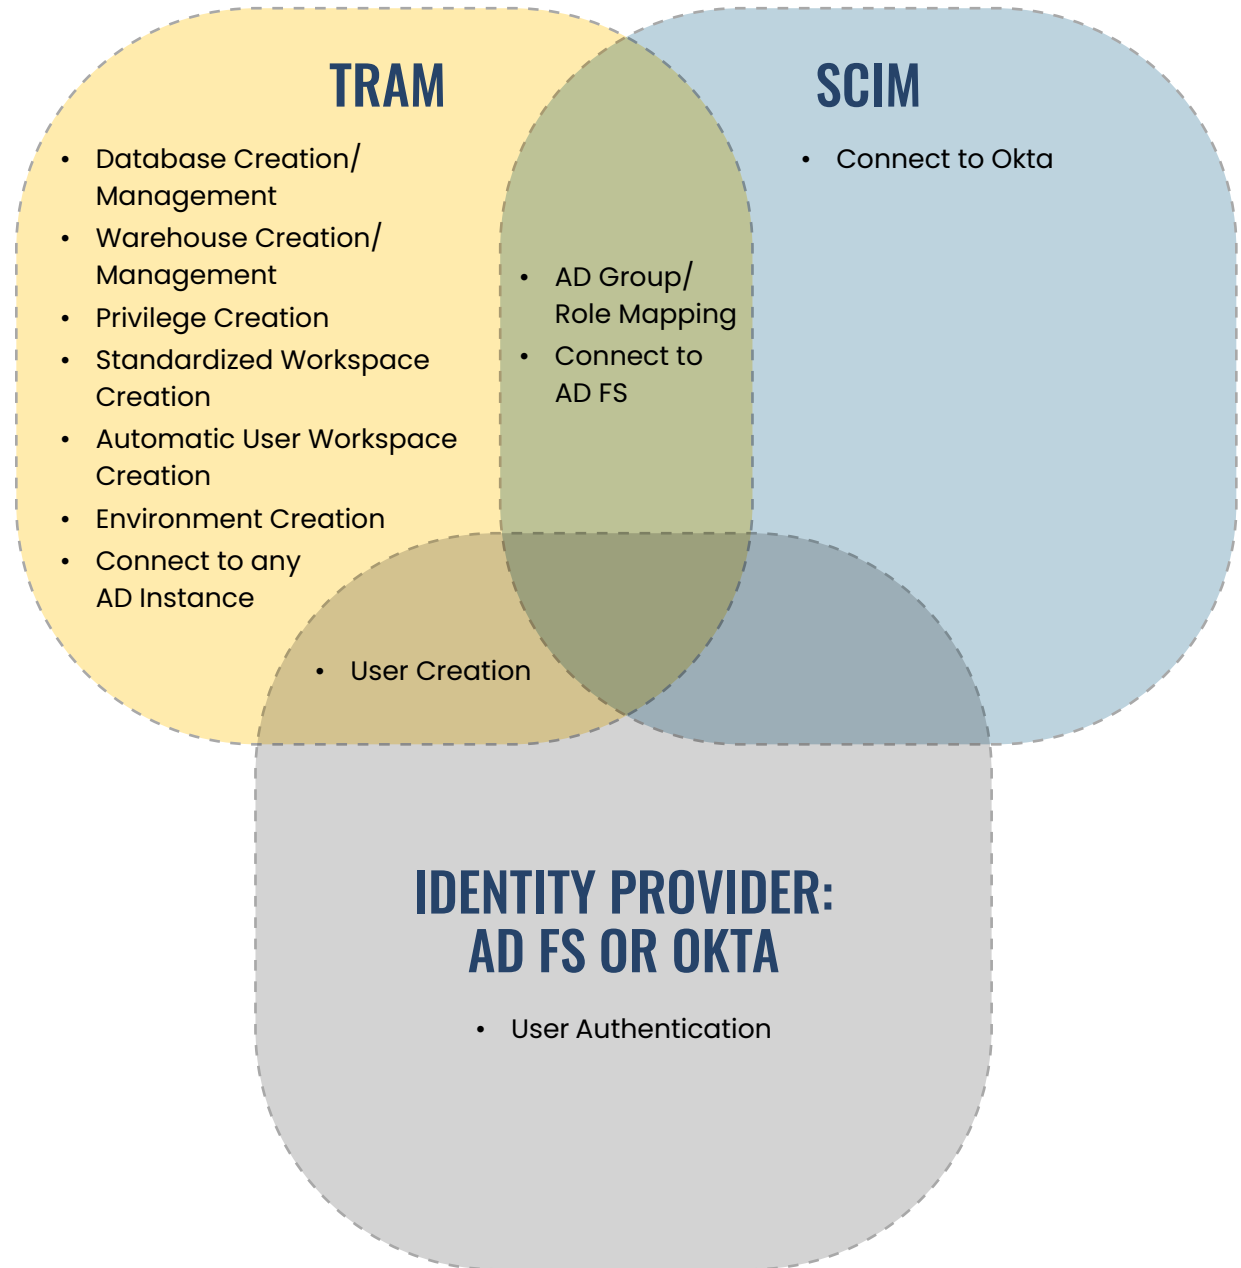 TRAM
• Database Creation/
Management
• Warehouse Creation/
Management
• Privilege Creation
• Standardized Workspace
Creation
• Automatic User Workspace
Creation
• Environment Creation
• Connect to any
AD Instance
• AD Group/
Role Mapping
• Connect to
AD FS
SCIM
• Connect to Okta
• User Creation
IDENTITY PROVIDER:
AD FS OR OKTA
• User Authentication